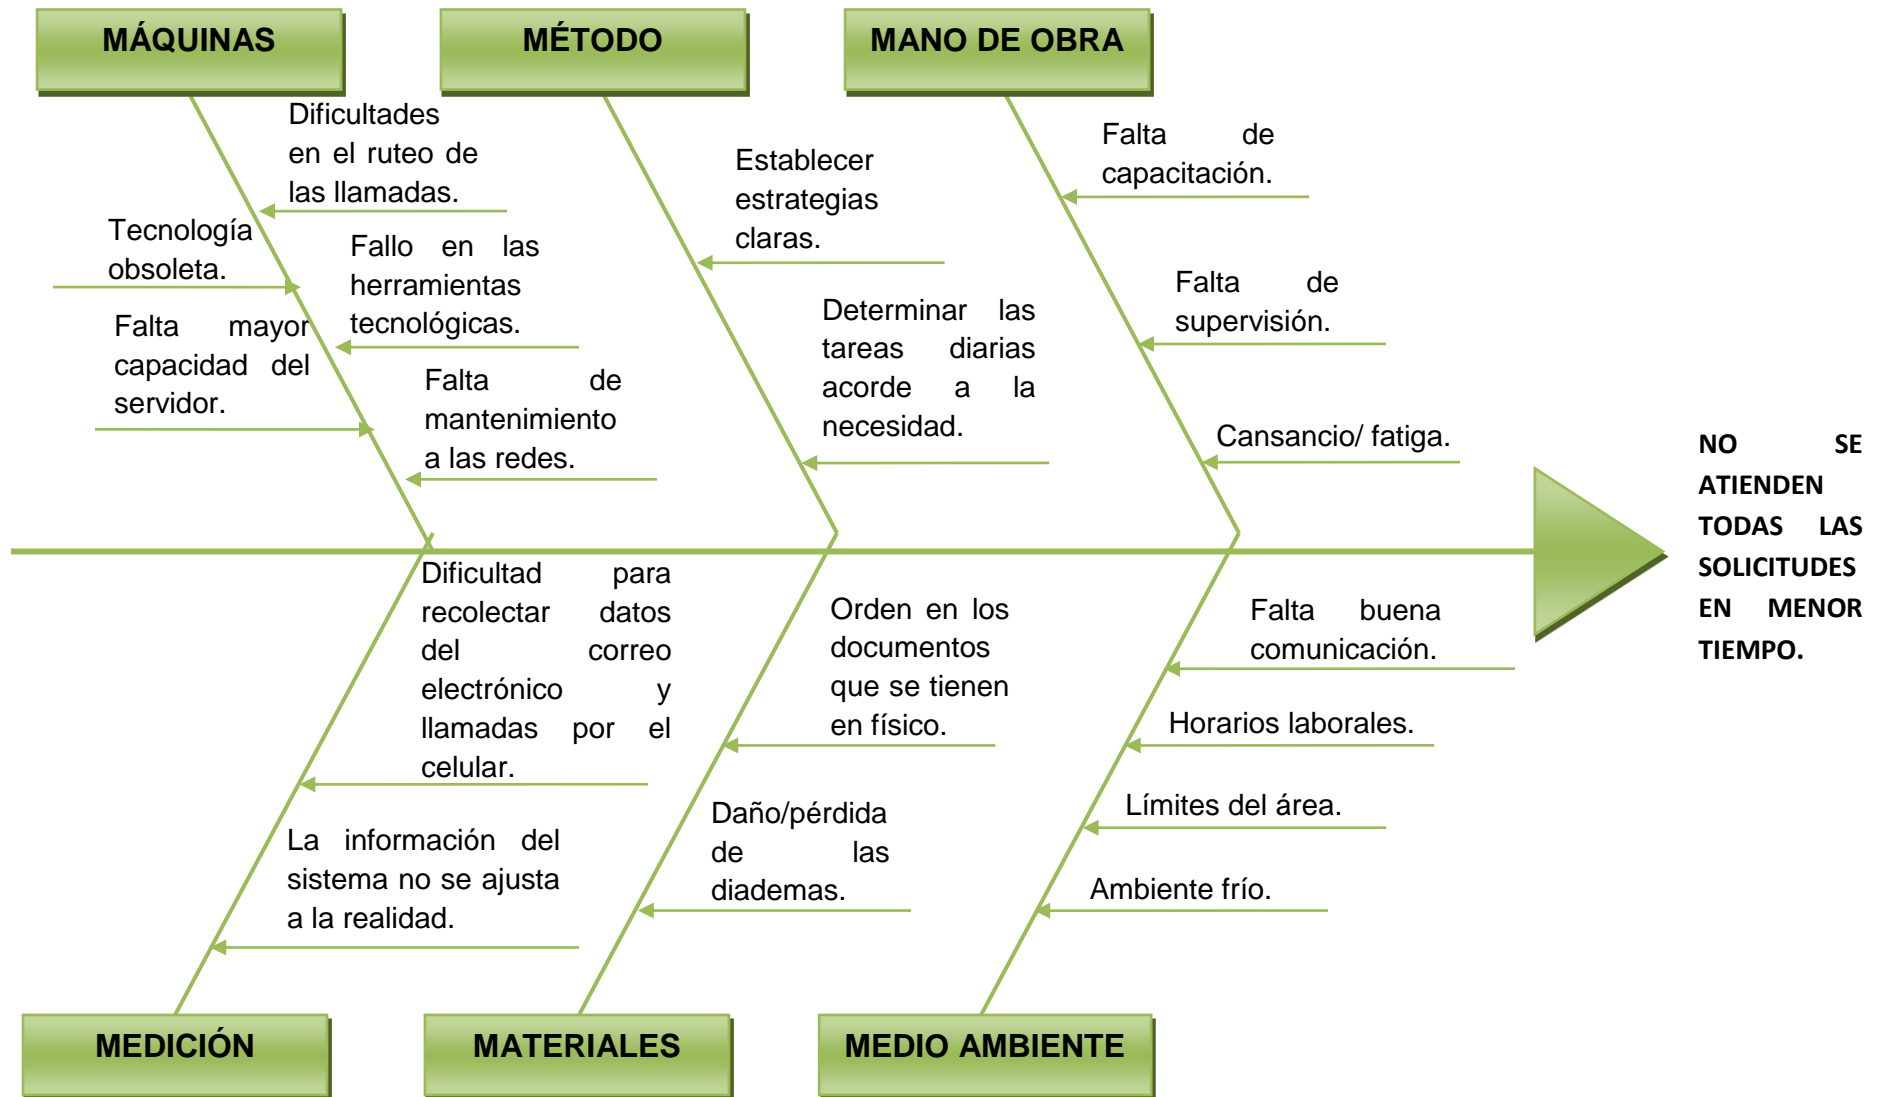 MÁQUINAS
MÉTODO
MANO DE OBRA
Dificultades
en el ruteo de
las llamadas.
Tecnología
obsoleta.
Fallo en las
herramientas
tecnológicas.
Falta mayor
capacidad del
servidor.
Falta de
mantenimiento
a las redes.
Establecer
estrategias
claras.
Determinar las
tareas diarias
acorde a la
necesidad.
Falta de
capacitación.
Falta de
supervisión.
Cansancio/ fatiga.
NO SE
ATIENDEN
TODAS LAS
SOLICITUDES
EN MENOR
TIEMPO.
Dificultad para
recolectar datos
del correo
electrónico y
llamadas por el
celular.
La información del
sistema no se ajusta
a la realidad.
Orden en los
documentos
que se tienen
en físico.
Daño/pérdida
de las
diademas.
Falta buena
comunicación.
Horarios laborales.
Límites del área.
Ambiente frío.
MEDICIÓN
MATERIALES
MEDIO AMBIENTE